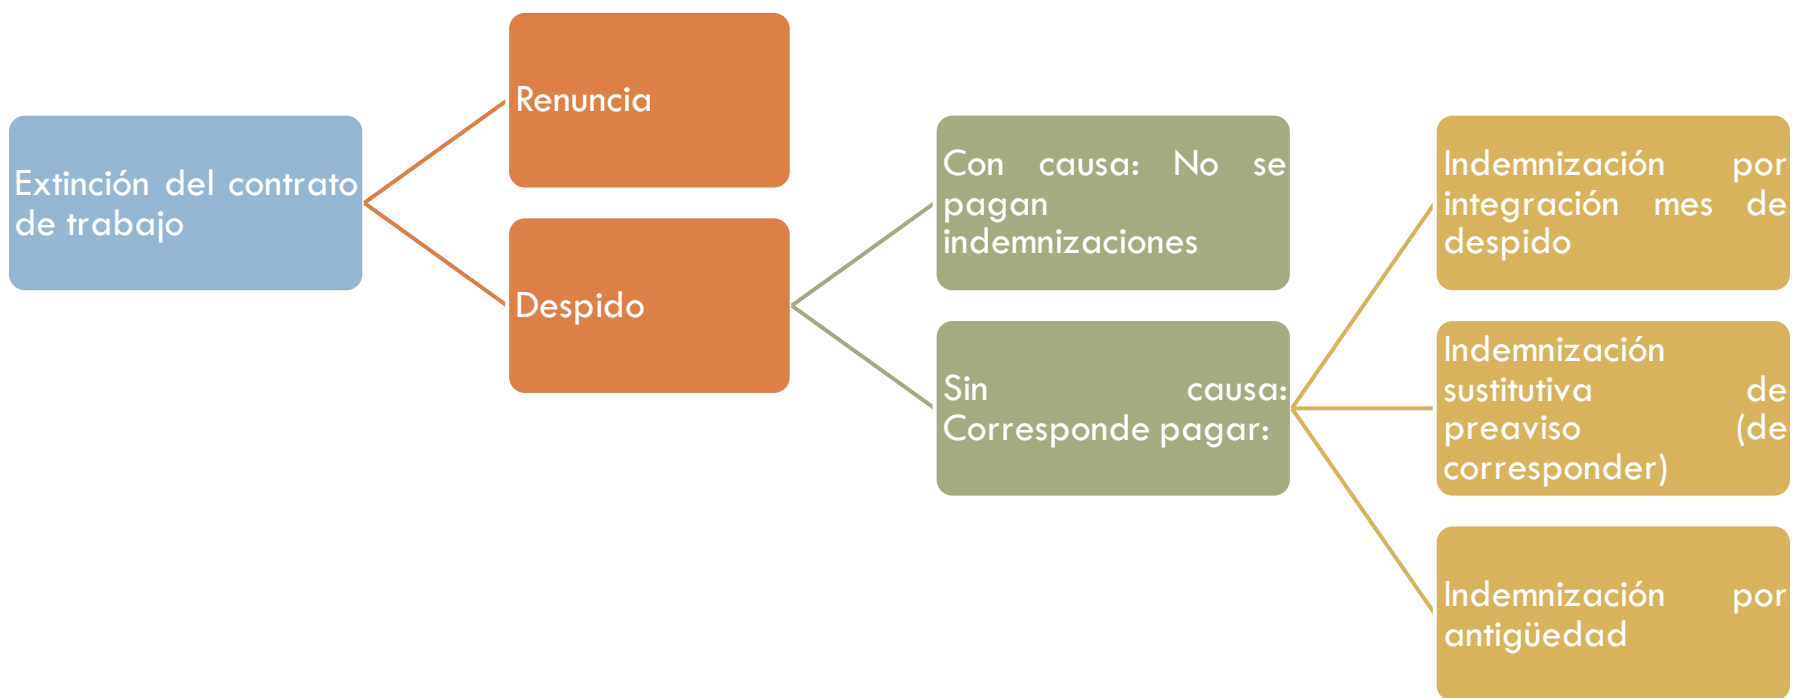 Extinción del contrato
de trabajo
Renuncia
Despido
Con causa: No se
pagan
indemnizaciones
Sin causa:
Corresponde pagar:
Indemnización por
integración mes de
despido
Indemnización
sustitutiva de
preaviso (de
corresponder)
Indemnización por
antigüedad